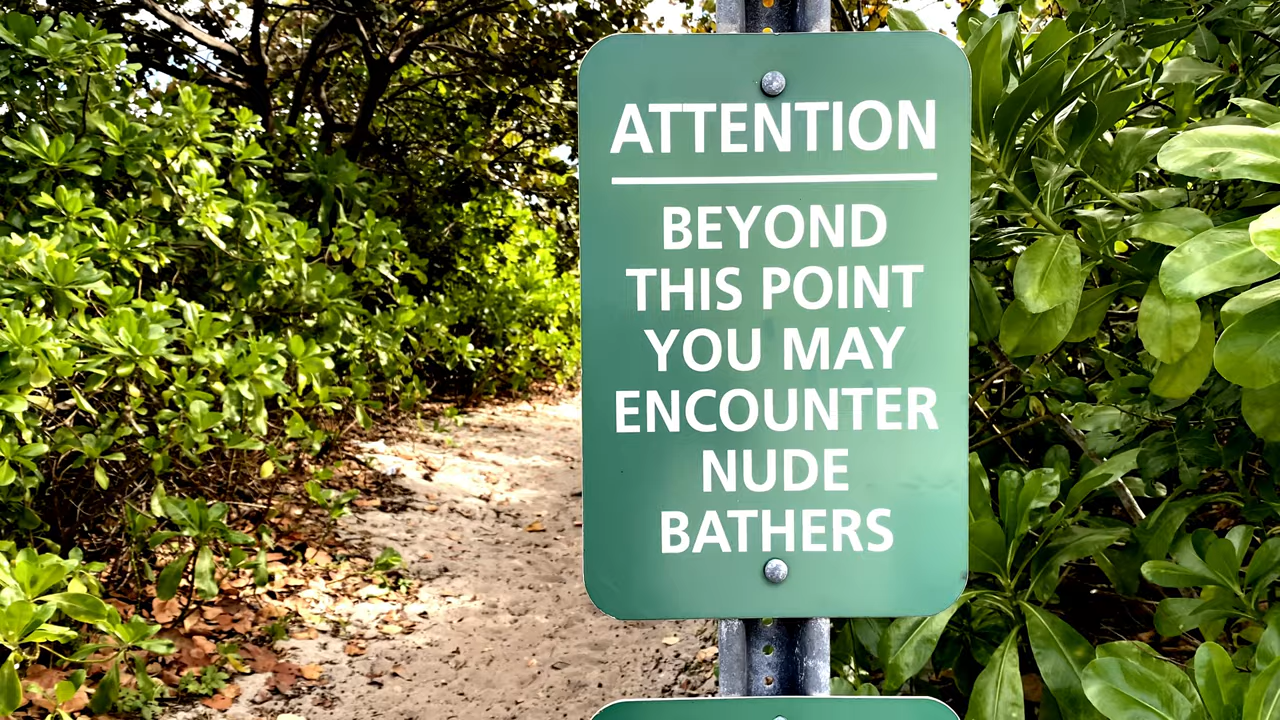 ATTENTION
BEYOND
THIS POINT
YOU MAY
ENCOUNTER
NUDE
BATHERS